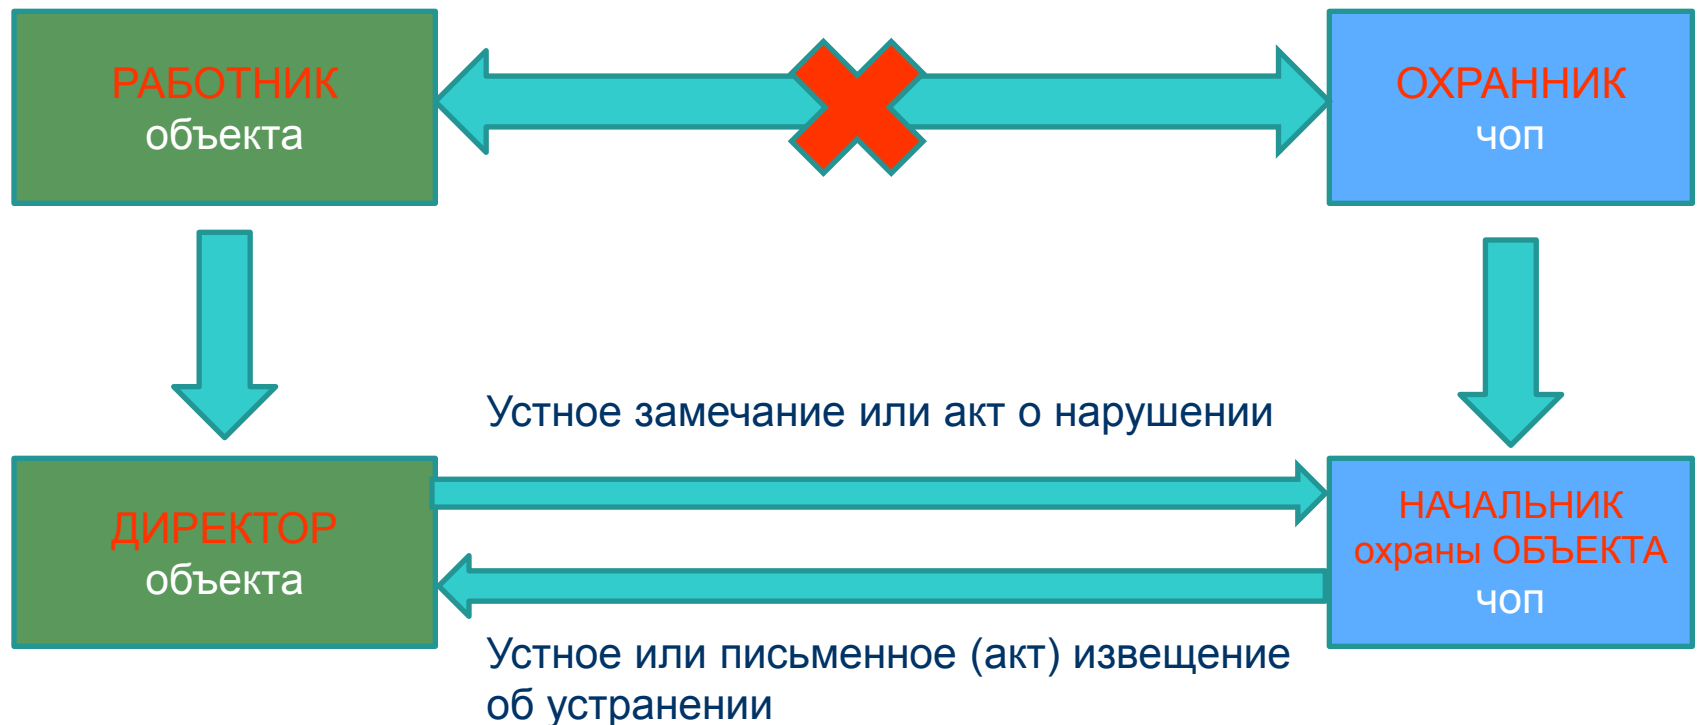 РАБОТНИК
объекта
ОХРАННИК
чоп
Устное замечание или акт о нарушении
ДИРЕКТОР
объекта
НАЧАЛЬНИК
охраны ОБЪЕКТА
чоп
Устное или письменное (акт) извещение
об устранении